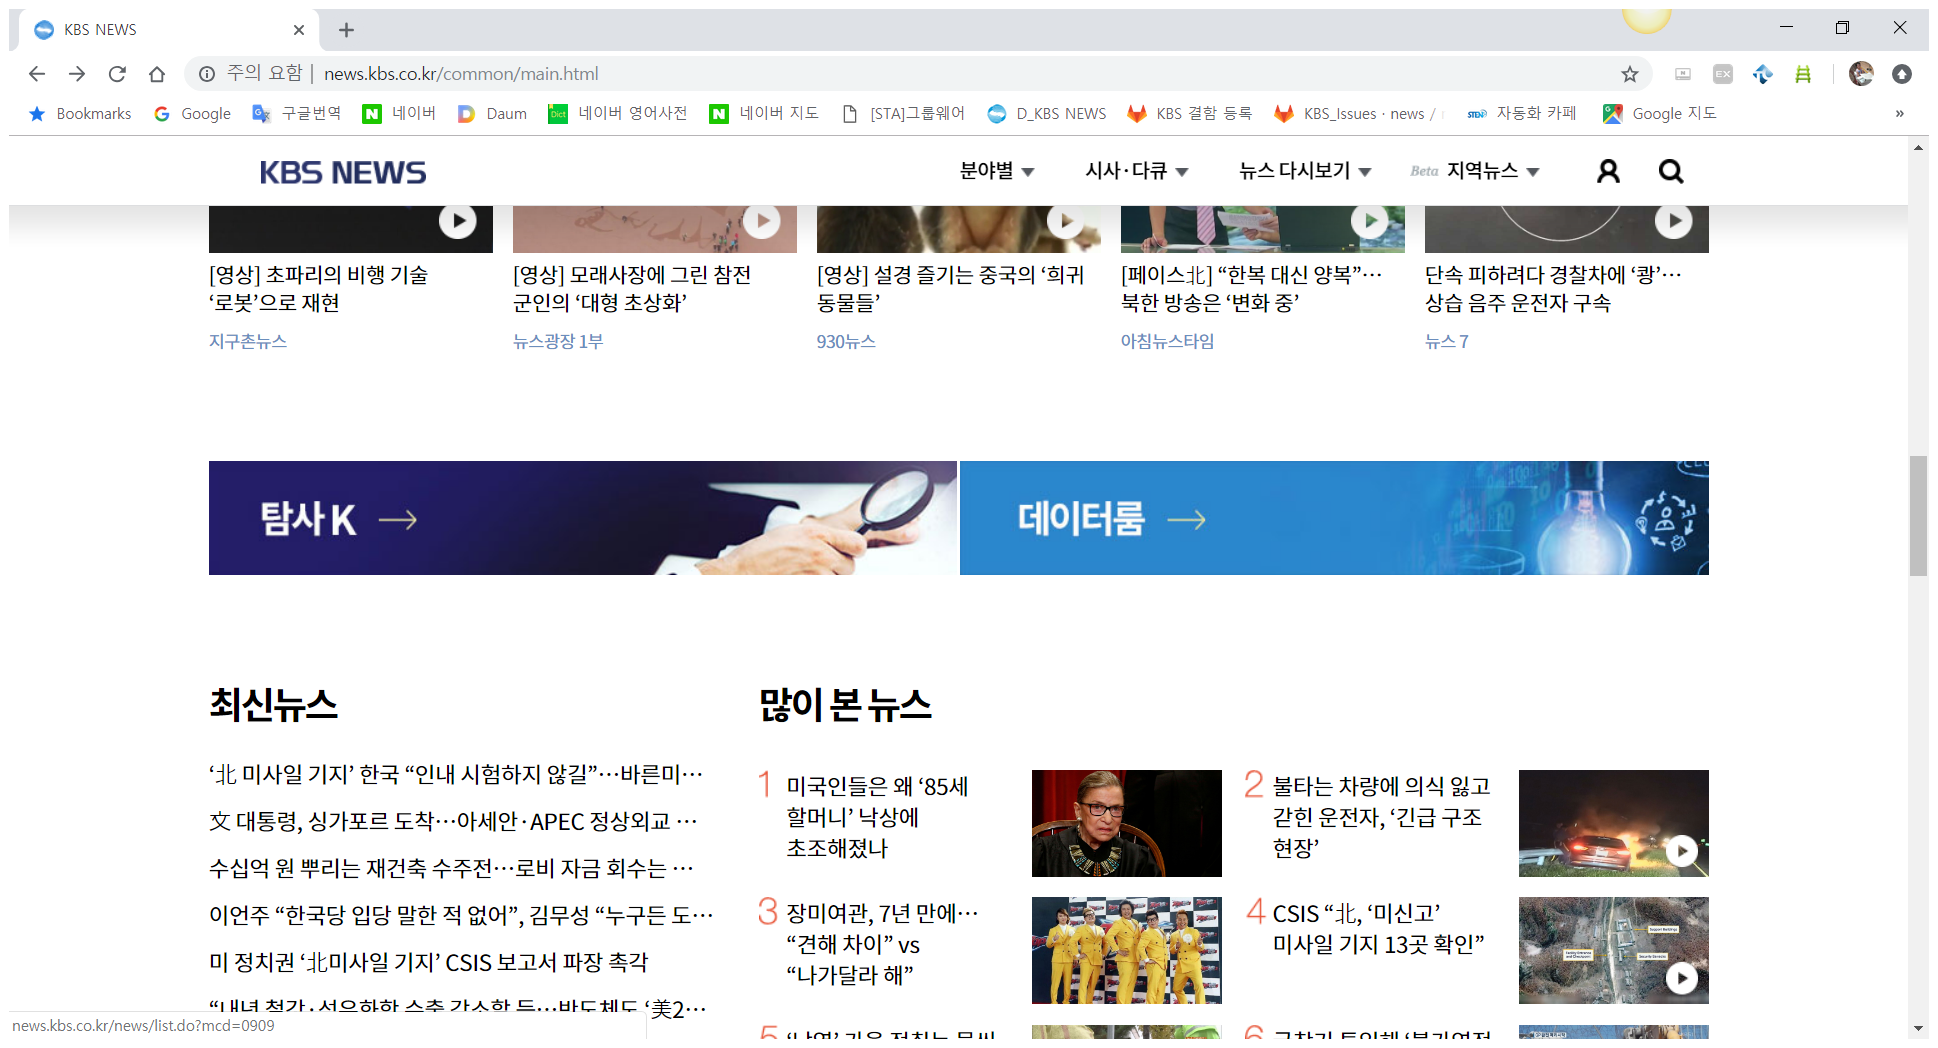 KBS NEWS
주의 요함 | news.kbs.co.kr/common/main.html
EX
Bookmarks Google 구글번역 네이버 Daum 네이버 영어사전 네이버 지도 [STA]그룹웨어 D_KBS NEWS KBS 결함 등록 KBS_Issues · news / 자동화 카페 Google 지도 »
KBS NEWS 분야별 시사·다큐 뉴스 다시보기 Beta 지역뉴스
[영상] 초파리의 비행 기술
‘로봇’으로 재현
지구촌뉴스
[영상] 모래사장에 그린 참전
군인의 ‘대형 초상화’
뉴스광장 1부
[영상] 설경 즐기는 중국의 ‘희귀
동물들’
930뉴스
[페이스北] “한복 대신 양복”…
북한 방송은 ‘변화 중’
아침뉴스타임
단속 피하려다 경찰차에 ‘쾅’…
상습 음주 운전자 구속
뉴스 7
탐사 K →
데이터룸 →
최신뉴스
‘北 미사일 기지’ 한국 “인내 시험하지 않길”…바른미…
文 대통령, 싱가포르 도착…아세안·APEC 정상외교 …
수십억 원 뿌리는 재건축 수주전…로비 자금 회수는 …
이언주 “한국당 입당 말한 적 없어”, 김무성 “누구든 도…
미 정치권 ‘北미사일 기지’ CSIS 보고서 파장 촉각
많이 본 뉴스
1 미국인들은 왜 ‘85세
할머니’ 낙상에
초조해졌나
2 불타는 차량에 의식 잃고
갇힌 운전자, ‘긴급 구조
현장’
3 장미여관, 7년 만에…
“견해 차이” vs
“나가달라 해”
4 CSIS “北, ‘미신고’
미사일 기지 13곳 확인”
news.kbs.co.kr/news/list.do?mcd=0909